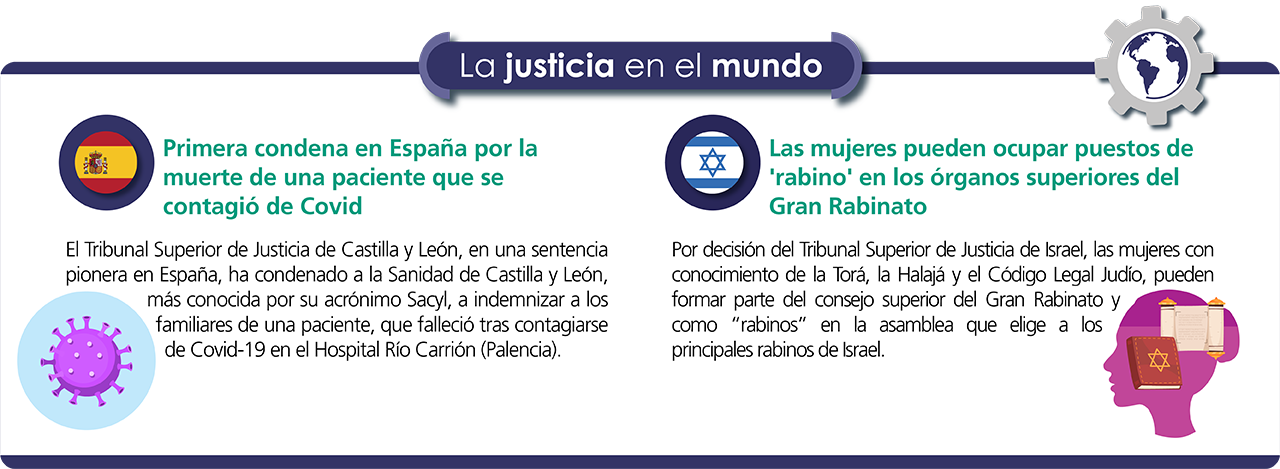 La justicia en el mundo
Primera condena en España por la
muerte de una paciente que se
contagió de Covid
El Tribunal Superior de Justicia de Castilla y León, en una sentencia
pionera en España, ha condenado a la Sanidad de Castilla y León,
más conocida por su acrónimo Sacyl, a indemnizar a los
familiares de una paciente, que falleció tras contagiarse
de Covid-19 en el Hospital Río Carrión (Palencia).
Las mujeres pueden ocupar puestos de
'rabino' en los órganos superiores del
Gran Rabinato
Por decisión del Tribunal Superior de Justicia de Israel, las mujeres con
conocimiento de la Torá, la Halajá y el Código Legal Judío, pueden
formar parte del consejo superior del Gran Rabinato y
como “rabinos” en la asamblea que elige a los
principales rabinos de Israel.